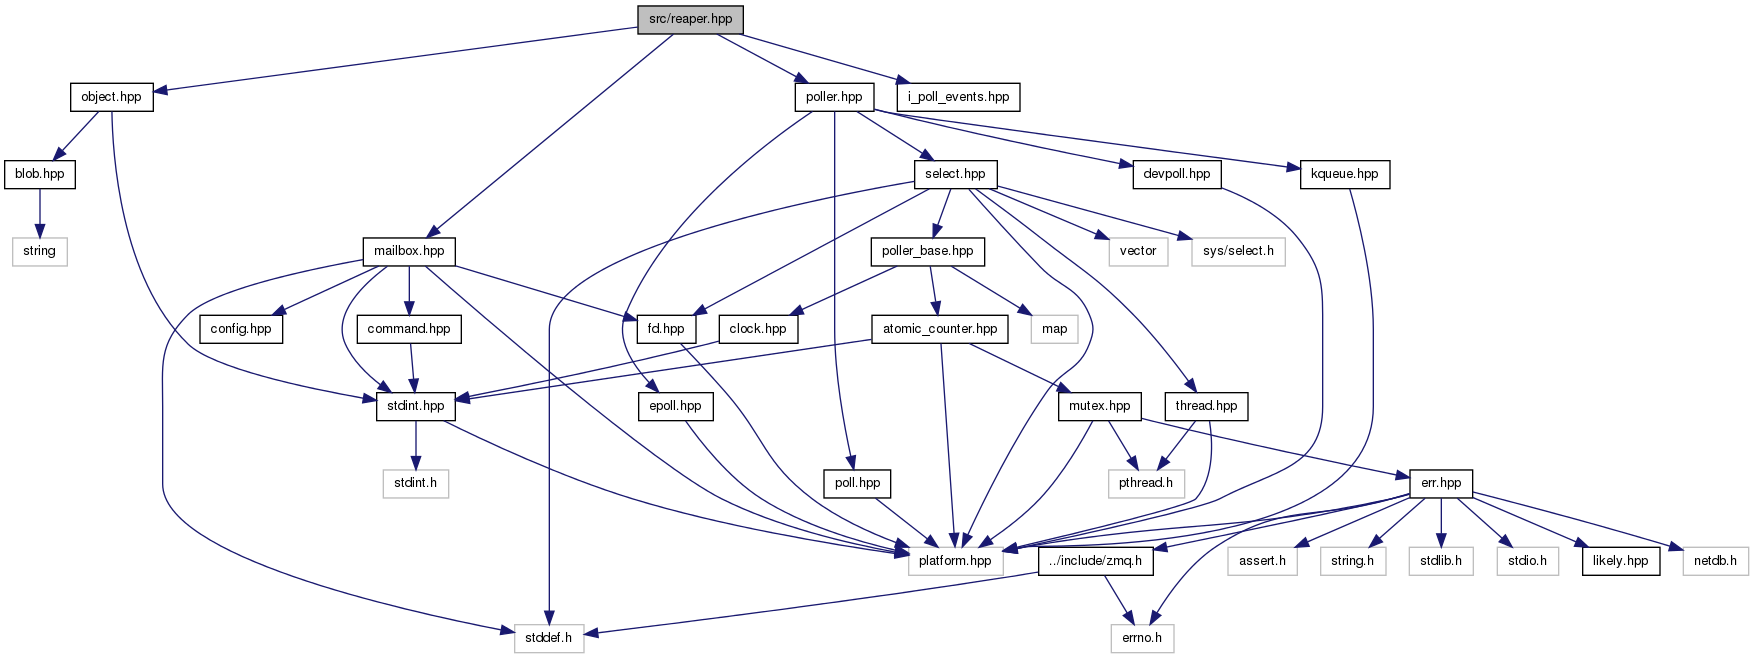 src/reaper.hpp
object.hpp
poller.hpp
i_poll_events.hpp
blob.hpp
select.hpp
devpoll.hpp
kqueue.hpp
string
mailbox.hpp
poller_base.hpp
vector
sys/select.h
config.hpp
command.hpp
fd.hpp
clock.hpp
atomic_counter.hpp
map
stdint.hpp
epoll.hpp
mutex.hpp
thread.hpp
stdint.h
poll.hpp
pthread.h
err.hpp
platform.hpp
../include/zmq.h
assert.h
string.h
stdlib.h
stdio.h
likely.hpp
netdb.h
stddef.h
errno.h